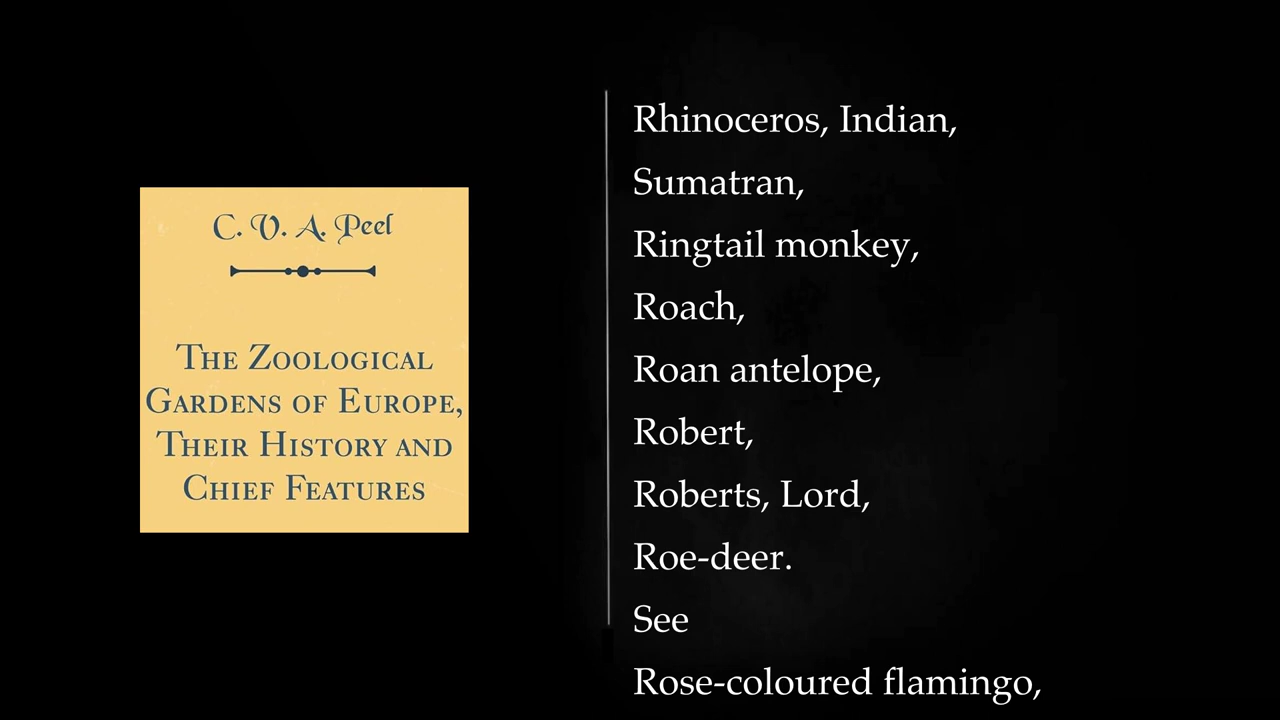 C. V. A. Peel
The Zoological
Gardens of Europe,
Their History and
Chief Features
Rhinoceros, Indian,
Sumatran,
Ringtail monkey,
Roach,
Roan antelope,
Robert,
Roberts, Lord,
Roe-deer.
See
Rose-coloured flamingo,